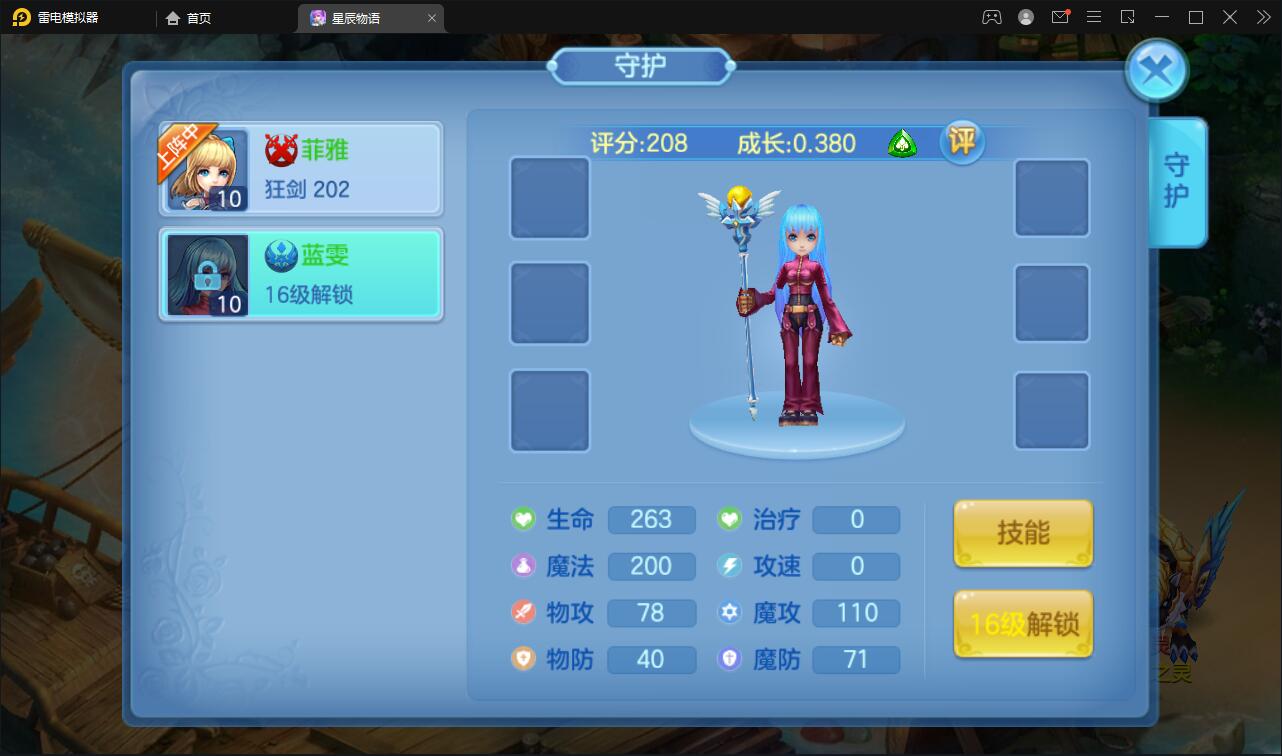 雷电模拟器
首页
星辰物语
守护
守护
上阵中
10
菲雅
狂剑 202
10
蓝雯
16级解锁
评分:208
成长:0.380
评
生命 263
治疗 0
魔法 200
攻速 0
物攻 78
魔攻 110
物防 40
魔防 71
技能
16级解锁
之灵